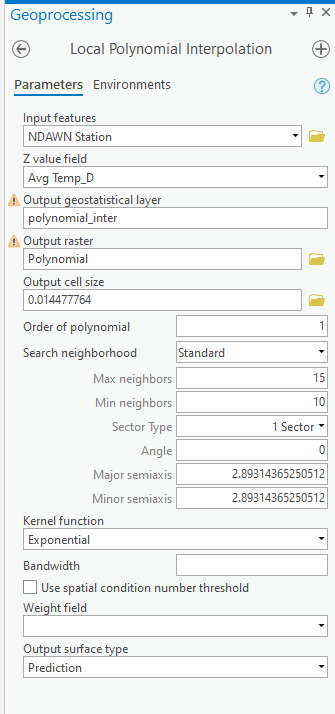 Geoprocessing
Local Polynomial Interpolation
Parameters Environments
Input features
NDAWN Station
Z value field
Avg Temp_D
Output geostatistical layer
polynomial_inter
Output raster
Polynomial
Output cell size
0.014477764
Order of polynomial 1
Search neighborhood Standard
Max neighbors 15
Min neighbors 10
Sector Type 1 Sector
Angle 0
Major semiaxis 2.89314365250512
Minor semiaxis 2.89314365250512
Kernel function
Exponential
Bandwidth
Use spatial condition number threshold
Weight field
Output surface type
Prediction